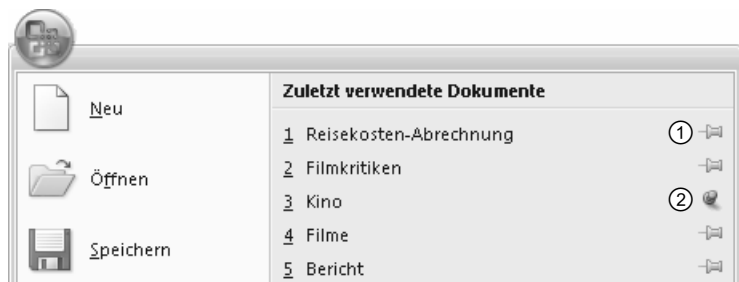 Neu
Öffnen
Speichern
Zuletzt verwendete Dokumente
1 Reisekosten-Abrechnung ①
2 Filmkritiken
3 Kino ②
4 Filme
5 Bericht